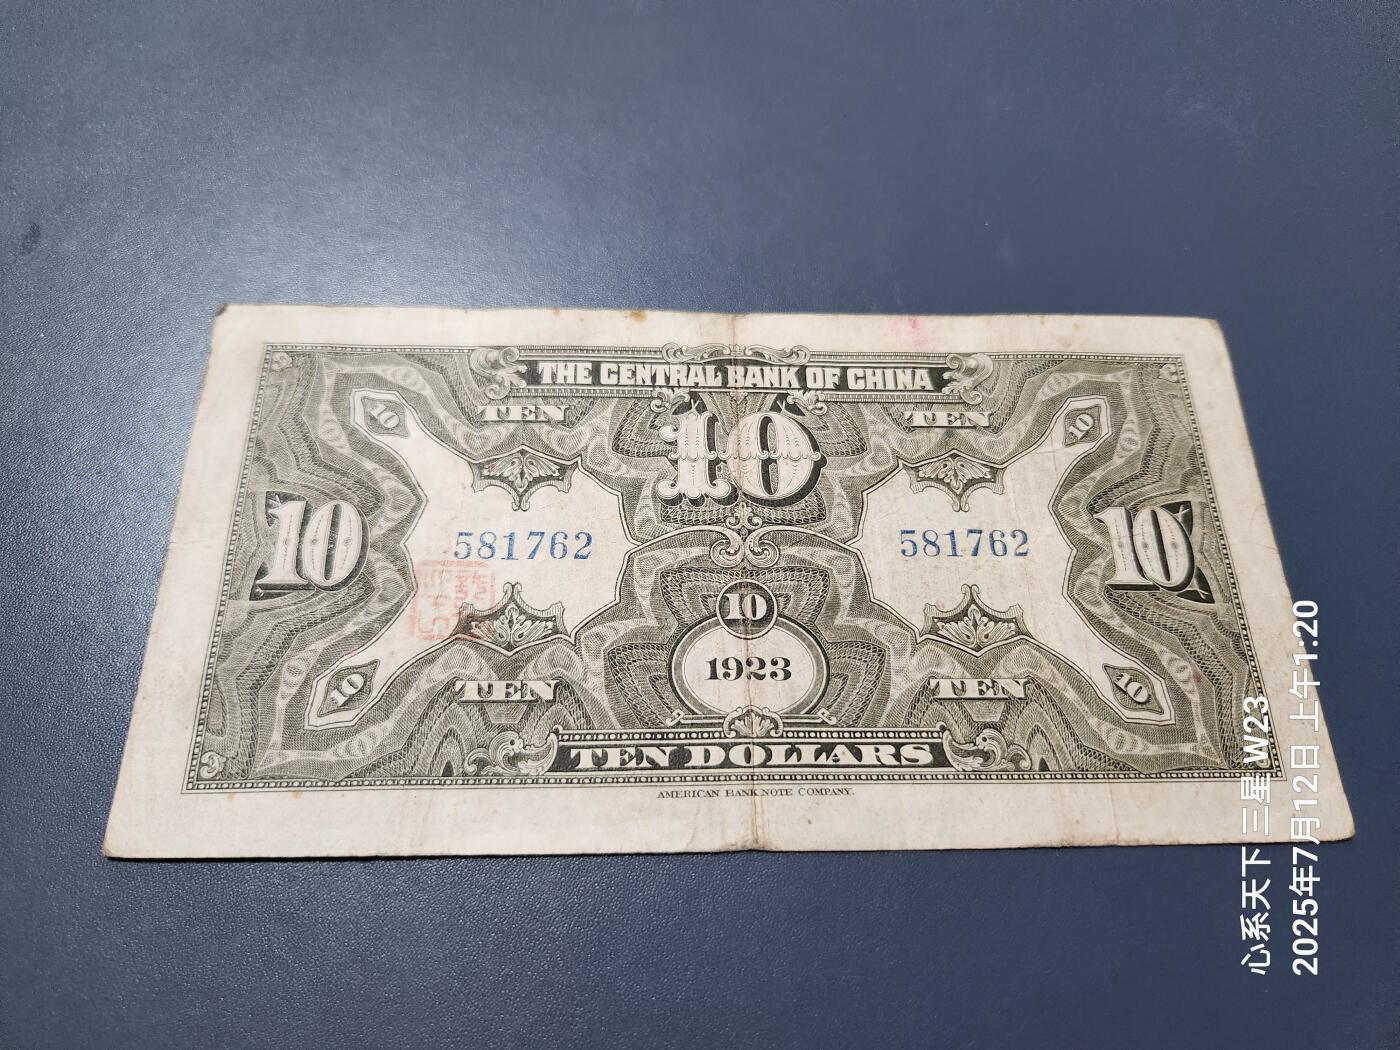 THE CENTRAL BANK OF CHINA
TEN
TEN
10
10
10
10
10
581762
581762
10
1923
10
10
TEN
TEN
TEN DOLLARS
AMERICAN BANK NOTE COMPANY.
心系天下 三星 W23
2025年7月12日 上午1:20